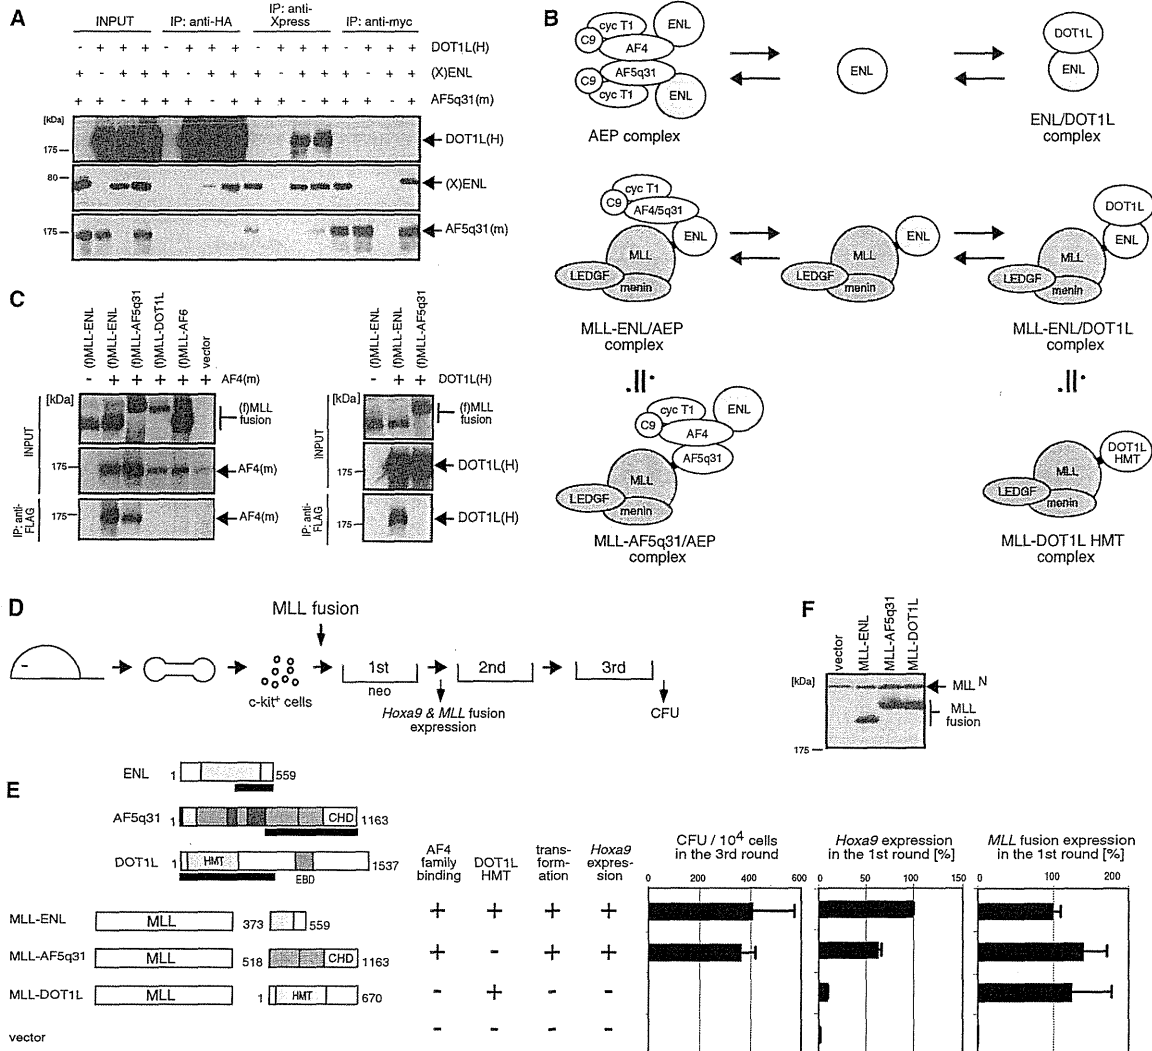 A
INPUT
IP: anti-HA
IP: anti-Xpress
IP: anti-myc
- + + + - + + + - + + + - + + + DOT1L(H)
+ - + + + - + + + - + + + - + + (X)ENL
+ + - + + + - + + + - + + + - + AF5q31(m)
[kDa]
175
DOT1L(H)
80
(X)ENL
175
AF5q31(m)
B
cyc T1
ENL
C9
AF4
AF5q31
C9
cyc T1
ENL
AEP complex
ENL
DOT1L
ENL
ENL/DOT1L
complex
cyc T1
C9
AF4/5q31
ENL
MLL
LEDGF
menin
MLL-ENL/AEP
complex
ENL
MLL
LEDGF
menin
DOT1L
ENL
MLL
LEDGF
menin
MLL-ENL/DOT1L
complex
cyc T1
ENL
C9
AF4
AF5q31
MLL
LEDGF
menin
MLL-AF5q31/AEP
complex
DOT1L
HMT
MLL
LEDGF
menin
MLL-DOT1L HMT
complex
C
(f)MLL-ENL
(f)MLL-ENL
(f)MLL-AF5q31
(f)MLL-DOT1L
(f)MLL-AF6
vector
- + + + + + AF4(m)
[kDa]
INPUT
(f)MLL
fusion
175
AF4(m)
IP: anti-
FLAG
175
AF4(m)
(f)MLL-ENL
(f)MLL-ENL
(f)MLL-AF5q31
- + + DOT1L(H)
[kDa]
INPUT
(f)MLL
fusion
175
DOT1L(H)
IP: anti-
FLAG
175
DOT1L(H)
D
MLL fusion
c-kit+ cells
1st
neo
2nd
3rd
Hoxa9 & MLL fusion
expression
CFU
F
vector
MLL-ENL
MLL-AF5q31
MLL-DOT1L
[kDa]
MLL N
MLL
fusion
175
E
ENL 1 559
AF5q31 1 CHD 1163
DOT1L 1 HMT 1537
EBD
AF4
family
binding
DOT1L
HMT
trans-
form-
ation
Hoxa9
expres-
sion
CFU / 10⁴ cells
in the 3rd round
0 200 400 600
Hoxa9 expression
in the 1st round [%]
0 50 100 150
MLL fusion expression
in the 1st round [%]
0 100 200
MLL-ENL MLL 373 559 + + + +
MLL-AF5q31 MLL 518 CHD 1163 + - + +
MLL-DOT1L MLL 1 HMT 670 - + - -
vector - - - -